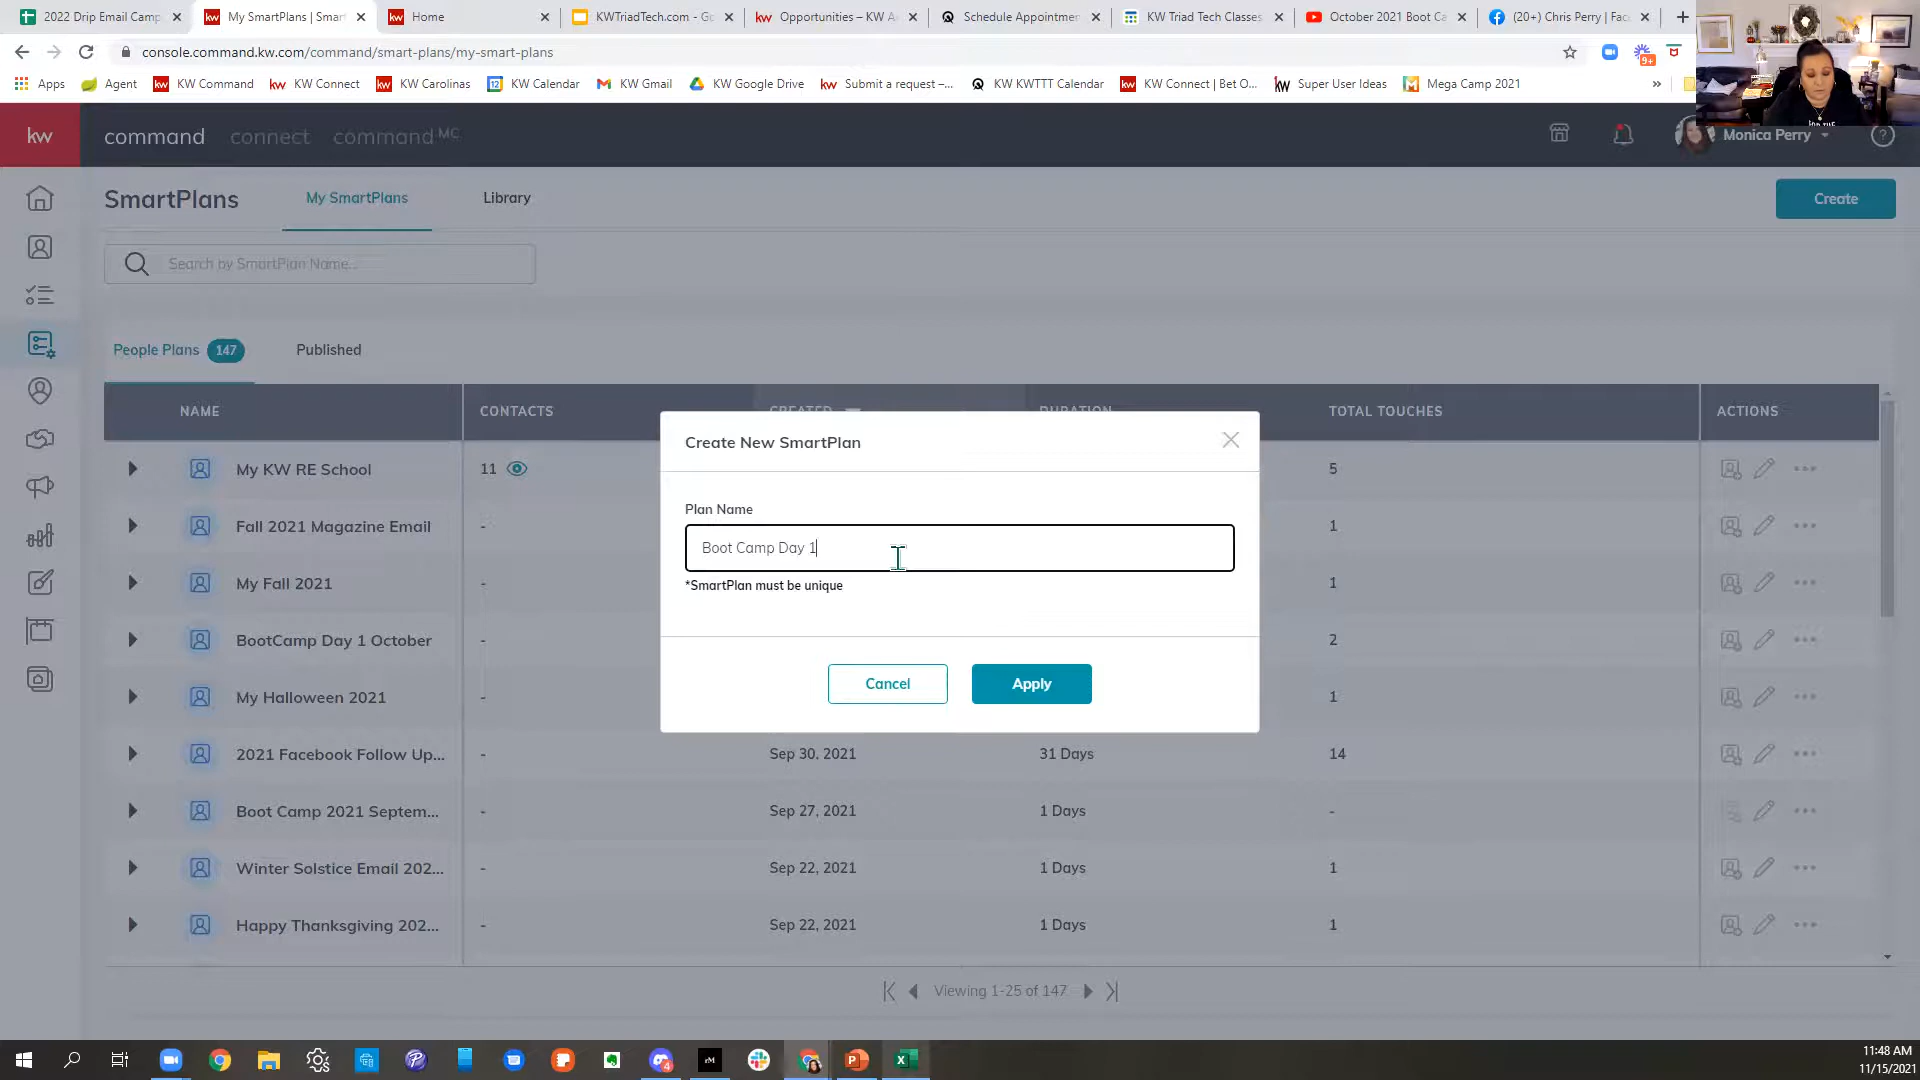 2022 Drip Email Camp
My SmartPlans | Smart
Home
KWTriadTech.com - Go
Opportunities – KW A
Schedule Appointmen
KW Triad Tech Classes
October 2021 Boot Ca
(20+) Chris Perry | Fac
console.command.kw.com/command/smart-plans/my-smart-plans
9+
Apps
Agent
KW Command
KW Connect
KW Carolinas
KW Calendar
KW Gmail
KW Google Drive
Submit a request –...
KW KWTTT Calendar
KW Connect | Bet O...
Super User Ideas
Mega Camp 2021
»
kw
command
connect
command MC
Monica Perry
?
SmartPlans
My SmartPlans
Library
Create
Search by SmartPlan Name...
People Plans 147
Published
NAME
CONTACTS
CREATED
DURATION
TOTAL TOUCHES
ACTIONS
My KW RE School 11 5
Fall 2021 Magazine Email - 1
My Fall 2021 - 1
BootCamp Day 1 October - 2
My Halloween 2021 - 1
2021 Facebook Follow Up... - Sep 30, 2021 31 Days 14
Boot Camp 2021 Septem... - Sep 27, 2021 1 Days -
Winter Solstice Email 202... - Sep 22, 2021 1 Days 1
Happy Thanksgiving 202... - Sep 22, 2021 1 Days 1
Viewing 1-25 of 147
Create New SmartPlan
Plan Name
Boot Camp Day 1
*SmartPlan must be unique
Cancel
Apply
11:48 AM
11/15/2021